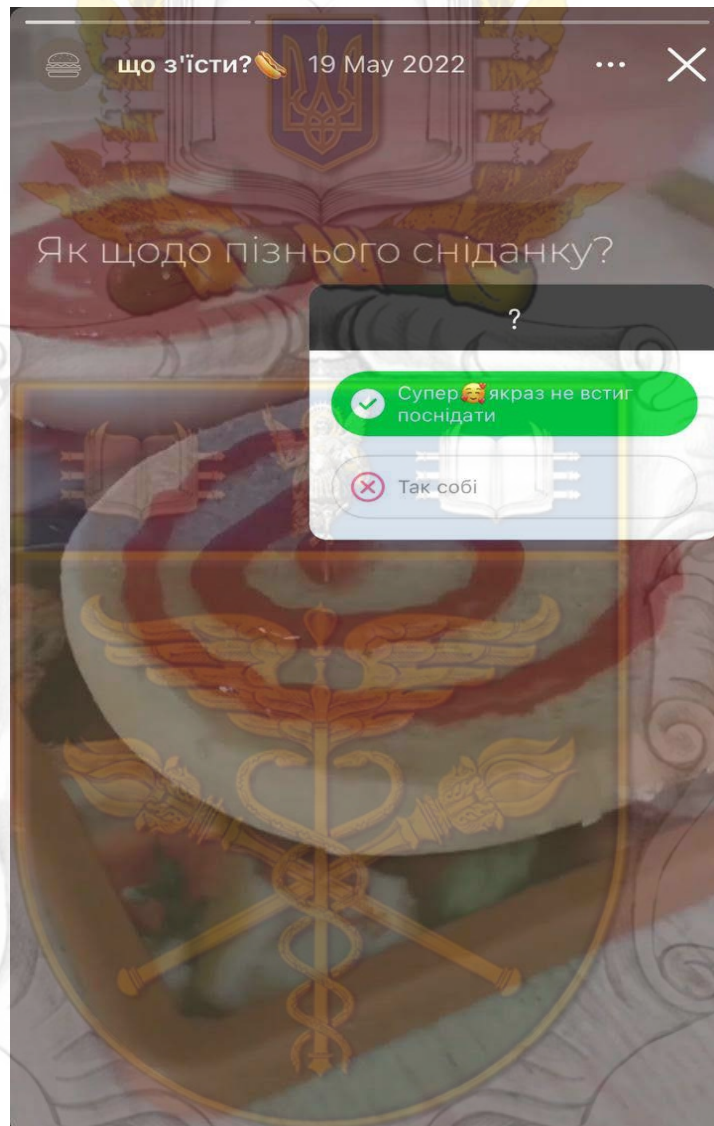 що з'їсти?🌭 19 May 2022
Як щодо пізнього сніданку?
?
Супер🥰якраз не встиг
поснідати
Так собі